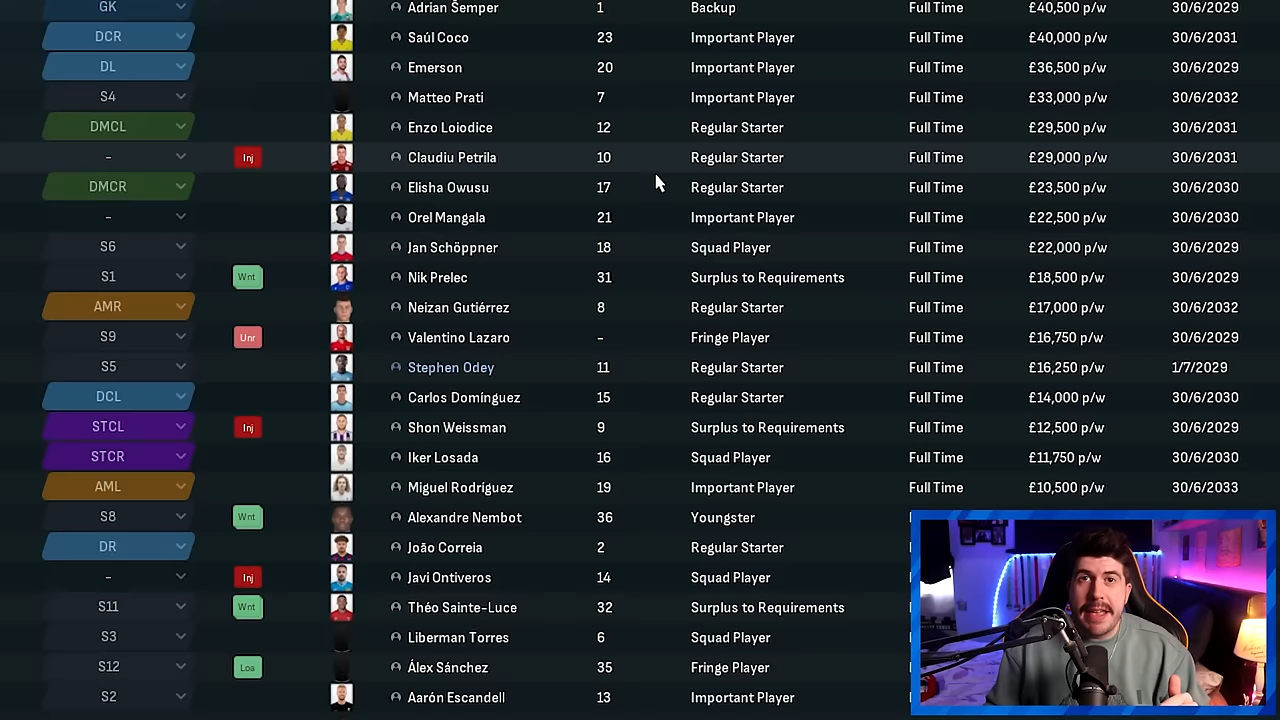 GK Adrian Šemper 1 Backup Full Time £40,500 p/w 30/6/2029
DCR Saúl Coco 23 Important Player Full Time £40,000 p/w 30/6/2031
DL Emerson 20 Important Player Full Time £36,500 p/w 30/6/2029
S4 Matteo Prati 7 Important Player Full Time £33,000 p/w 30/6/2032
DMCL Enzo Loiodice 12 Regular Starter Full Time £29,500 p/w 30/6/2031
- Inj Claudiu Petrila 10 Regular Starter Full Time £29,000 p/w 30/6/2031
DMCR Elisha Owusu 17 Regular Starter Full Time £23,500 p/w 30/6/2030
- Orel Mangala 21 Important Player Full Time £22,500 p/w 30/6/2030
S6 Jan Schöppner 18 Squad Player Full Time £22,000 p/w 30/6/2029
S1 Wnt Nik Prelec 31 Surplus to Requirements Full Time £18,500 p/w 30/6/2029
AMR Neizan Gutiérrez 8 Regular Starter Full Time £17,000 p/w 30/6/2032
S9 Unr Valentino Lazaro - Fringe Player Full Time £16,750 p/w 30/6/2029
S5 Stephen Odey 11 Regular Starter Full Time £16,250 p/w 1/7/2029
DCL Carlos Domínguez 15 Regular Starter Full Time £14,000 p/w 30/6/2030
STCL Inj Shon Weissman 9 Surplus to Requirements Full Time £12,500 p/w 30/6/2029
STCR Iker Losada 16 Squad Player Full Time £11,750 p/w 30/6/2030
AML Miguel Rodríguez 19 Important Player Full Time £10,500 p/w 30/6/2033
S8 Wnt Alexandre Nembot 36 Youngster
DR João Correia 2 Regular Starter
- Inj Javi Ontiveros 14 Squad Player
S11 Wnt Théo Sainte-Luce 32 Surplus to Requirements
S3 Liberman Torres 6 Squad Player
S12 Loa Álex Sánchez 35 Fringe Player
S2 Aarón Escandell 13 Important Player